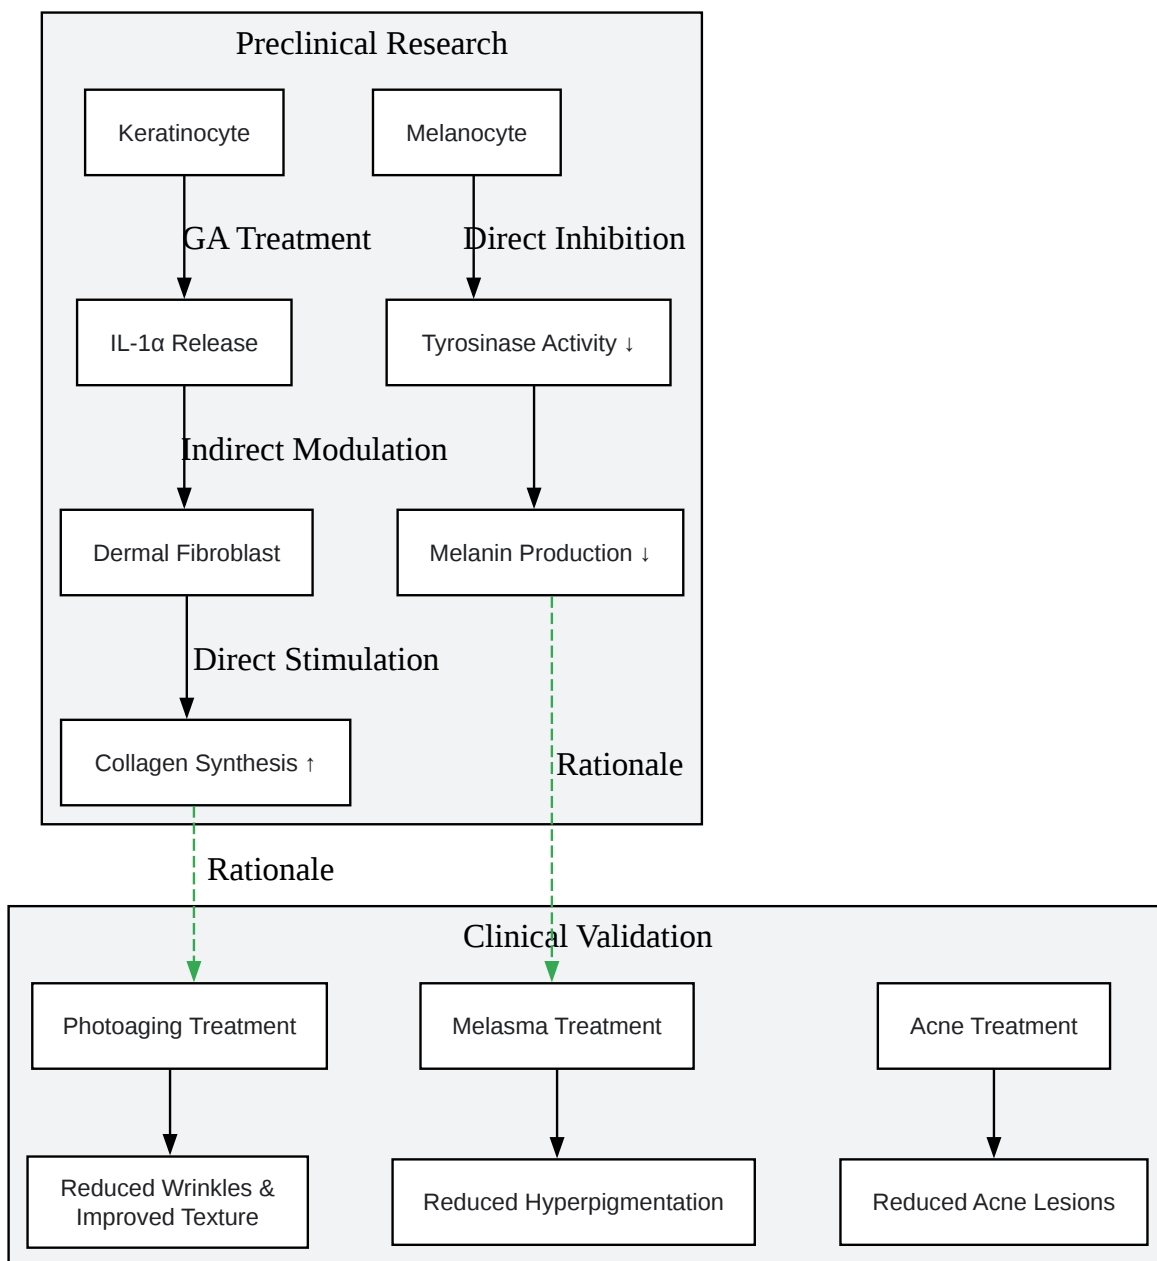 Preclinical Research
Keratinocyte
Melanocyte
GA Treatment
Direct Inhibition
IL-1α Release
Tyrosinase Activity ↓
Indirect Modulation
Dermal Fibroblast
Melanin Production ↓
Direct Stimulation
Collagen Synthesis ↑
Rationale
Rationale
Clinical Validation
Photoaging Treatment
Melasma Treatment
Acne Treatment
Reduced Wrinkles &
Improved Texture
Reduced Hyperpigmentation
Reduced Acne Lesions